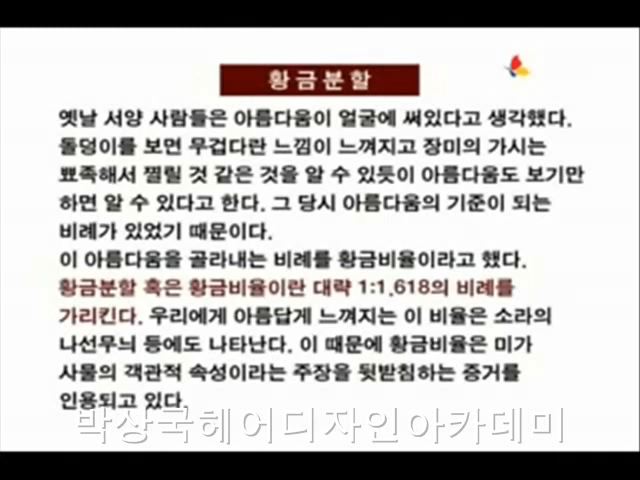 황금분할
옛날 서양 사람들은 아름다움이 얼굴에 써있다고 생각했다.
돌덩이를 보면 무겁다란 느낌이 느껴지고 장미의 가시는
뾰족해서 찔릴 것 같은 것을 알 수 있듯이 아름다움도 보기만
하면 알 수 있다고 한다. 그 당시 아름다움의 기준이 되는
비례가 있었기 때문이다.
이 아름다움을 골라내는 비례를 황금비율이라고 했다.
황금분할 혹은 황금비율이란 대략 1:1.618의 비례를
가리킨다. 우리에게 아름답게 느껴지는 이 비율은 소라의
나선무늬 등에도 나타난다. 이 때문에 황금비율은 미가
사물의 객관적 속성이라는 주장을 뒷받침하는 증거를
인용되고 있다.
박상국헤어디자인아카데미